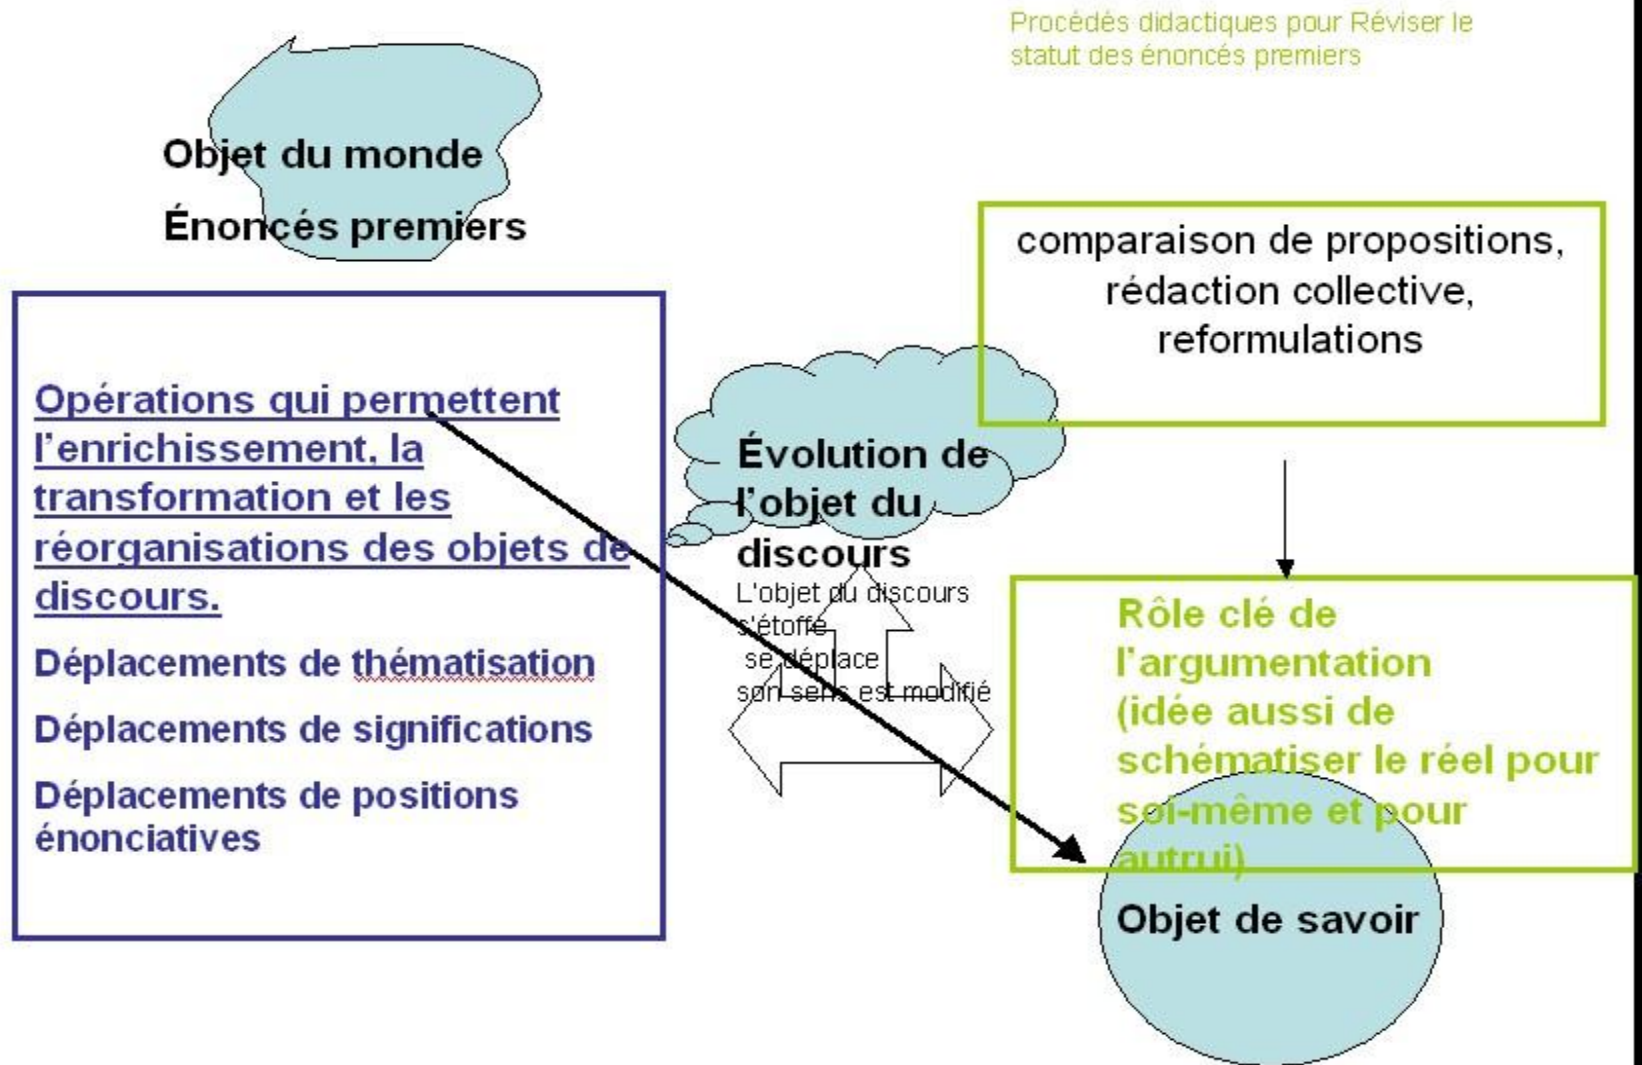 Procédés didactiques pour Réviser le
statut des énoncés premiers
Objet du monde
Énoncés premiers
comparaison de propositions,
rédaction collective,
reformulations
Opérations qui permettent
l'enrichissement, la
transformation et les
réorganisations des objets de
discours.
Déplacements de thématisation
Déplacements de significations
Déplacements de positions
énonciatives
Évolution de
l'objet du
discours
L'objet du discours
s'étoffe
se déplace
son sens est modifié
Rôle clé de
l'argumentation
(idée aussi de
schématiser le réel pour
soi-même et pour
autrui)
Objet de savoir